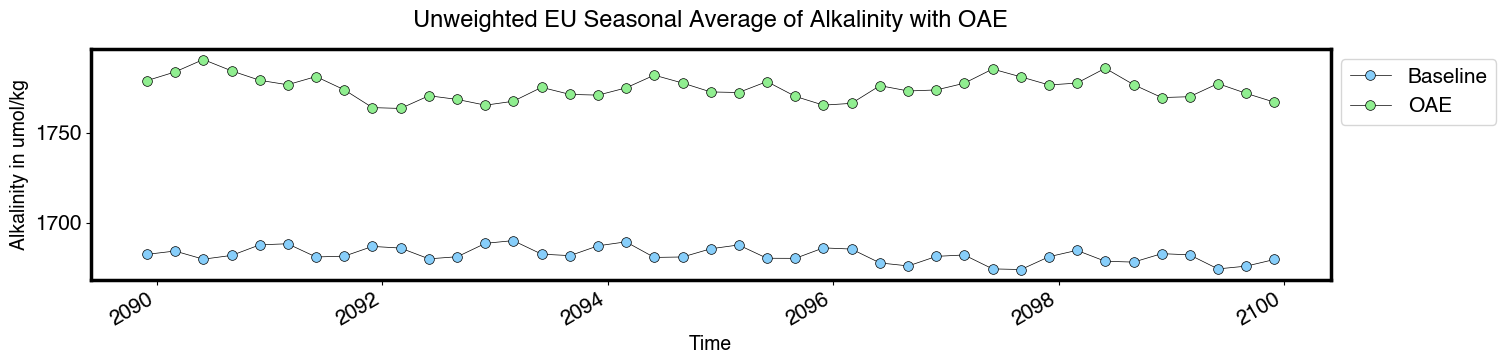 Unweighted EU Seasonal Average of Alkalinity with OAE
Alkalinity in umol/kg
1750
1700
2090
2092
2094
2096
2098
2100
Time
Baseline
OAE